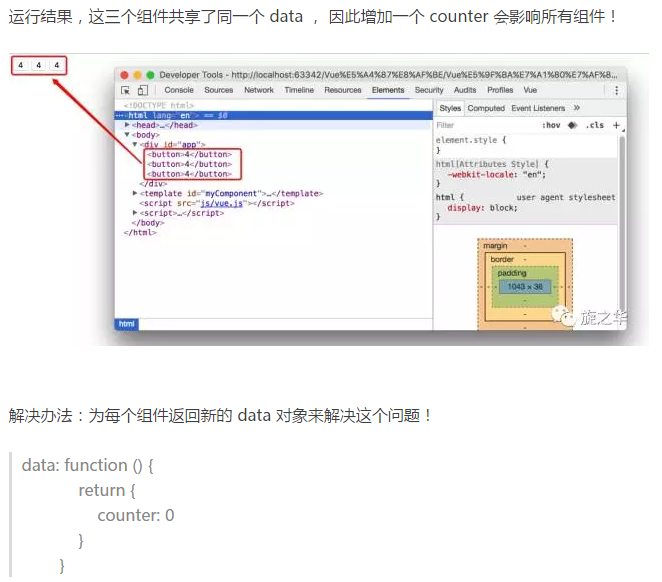 运行结果，这三个组件共享了同一个 data ， 因此增加一个 counter 会影响所有组件！
4 4 4
Developer Tools - http://localhost:63342/Vue%E5%A4%87%E8%AF%BE/Vue%E5%9F%BA%E7%A1%80%E7%AF%8...
Console Sources Network Timeline Resources Elements Security Audits Profiles Vue
<!DOCTYPE html>
···<html lang="en"> == $0
▶<head>…</head>
▼<body>
▼<div id="app">
<button>4</button>
<button>4</button>
<button>4</button>
</div>
▶<template id="myComponent">…</template>
<script src="js/vue.js"></script>
▶<script>…</script>
</body>
</html>
html
Styles Computed Event Listeners »
Filter :hov .cls +
element.style {
}
html[Attributes Style] {
-webkit-locale: "en";
}
html { user agent stylesheet
display: block;
}
margin -
border -
padding
1043 × 36
旋之华
解决办法：为每个组件返回新的 data 对象来解决这个问题！
data: function () {
return {
counter: 0
}
}